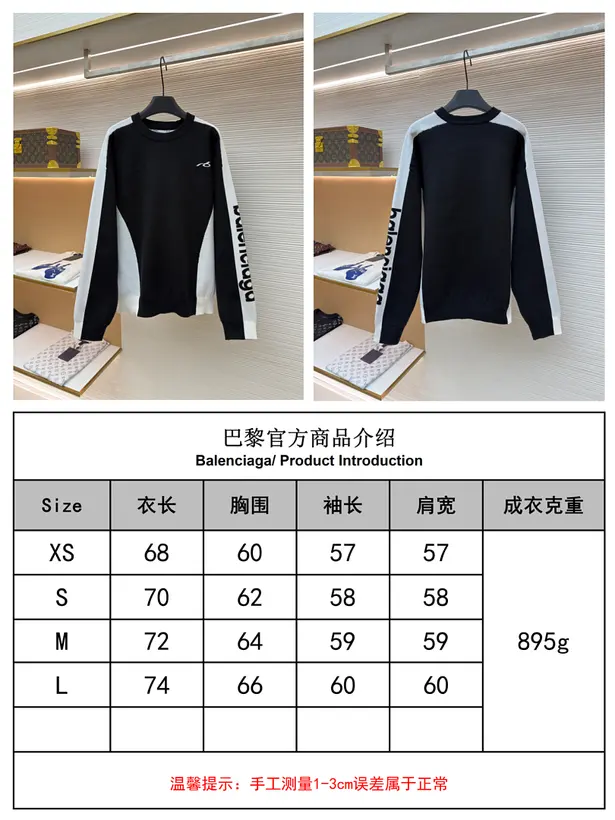 balenciaga
balenciaga
巴黎官方商品介绍
Balenciaga/ Product Introduction
Size 衣长 胸围 袖长 肩宽 成衣克重
XS 68 60 57 57
S 70 62 58 58
M 72 64 59 59
895g
L 74 66 60 60
温馨提示：手工测量1-3cm误差属于正常